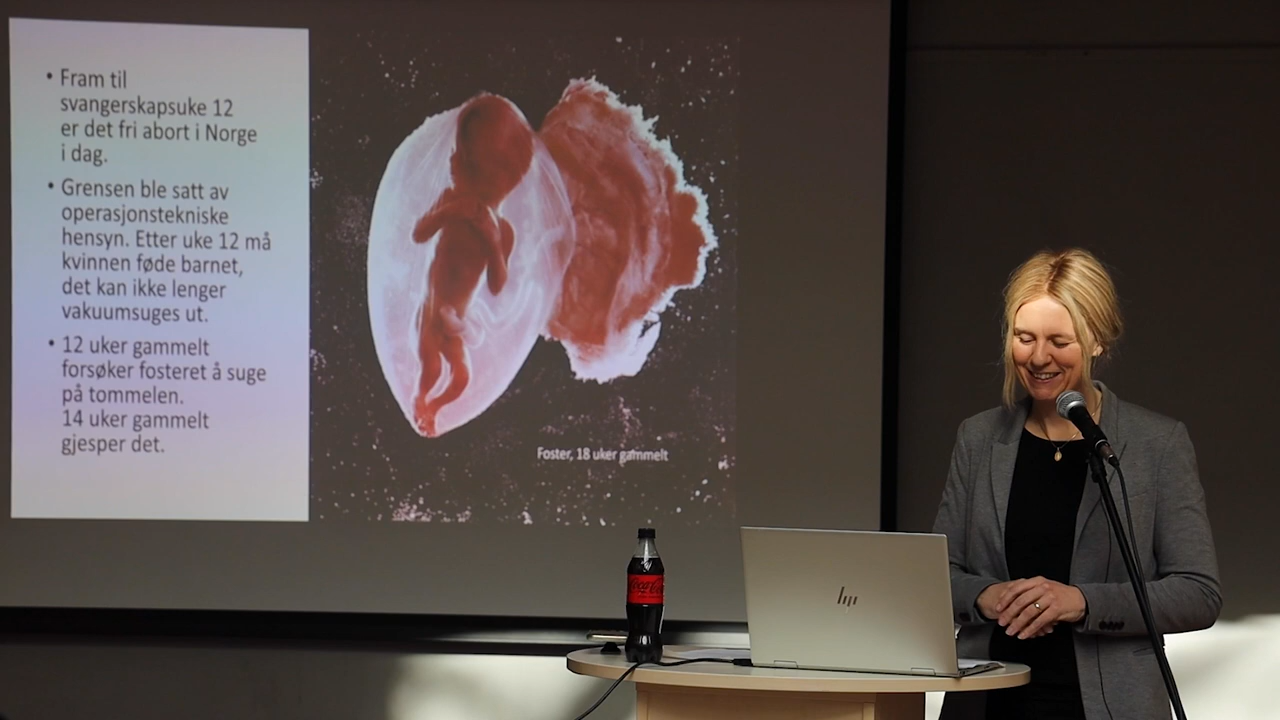 • Fram til
svangerskapsuke 12
er det fri abort i Norge
i dag.
• Grensen ble satt av
operasjonstekniske
hensyn. Etter uke 12 må
kvinnen føde barnet,
det kan ikke lenger
vakuumsuges ut.
• 12 uker gammelt
forsøker fosteret å suge
på tommelen.
14 uker gammelt
gjesper det.
Foster, 18 uker gammelt
Coca-Cola
hp